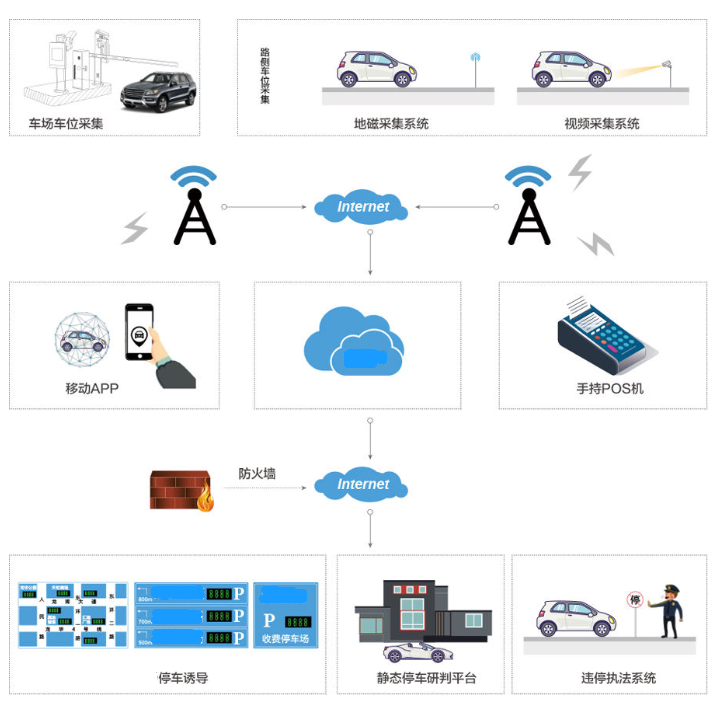 路侧车位采集
车场车位采集
地磁采集系统
视频采集系统
Internet
移动APP
手持POS机
防火墙
Internet
800m
P
700m
P
500m
P
P
收费停车场
停
停车诱导
静态停车研判平台
违停执法系统